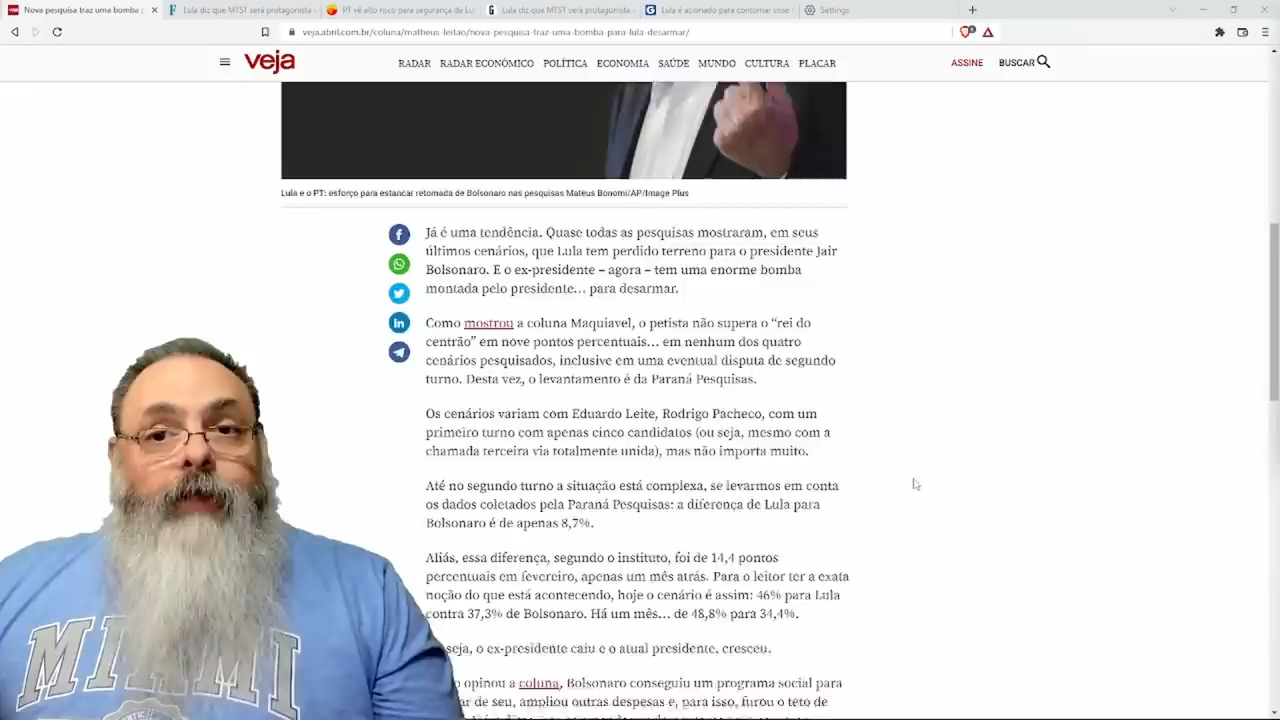 Nova pesquisa traz uma bomba p
Lula diz que MTST será protagonista
PT vê alto risco para segurança de Lu
Lula diz que MTST será protagonista
Lula é acionado para contornar crise
Settings
veja.abril.com.br/coluna/matheus-leitao/nova-pesquisa-traz-uma-bomba-para-lula-desarmar/
veja
RADAR RADAR ECONÔMICO POLÍTICA ECONOMIA SAÚDE MUNDO CULTURA PLACAR
ASSINE BUSCAR
Lula e o PT: esforço para estancar retomada de Bolsonaro nas pesquisas Mateus Bonomi/AP/Image Plus
Já é uma tendência. Quase todas as pesquisas mostraram, em seus
últimos cenários, que Lula tem perdido terreno para o presidente Jair
Bolsonaro. E o ex-presidente – agora – tem uma enorme bomba
montada pelo presidente… para desarmar.
Como mostrou a coluna Maquiavel, o petista não supera o “rei do
centrão” em nove pontos percentuais… em nenhum dos quatro
cenários pesquisados, inclusive em uma eventual disputa de segundo
turno. Desta vez, o levantamento é da Paraná Pesquisas.
Os cenários variam com Eduardo Leite, Rodrigo Pacheco, com um
primeiro turno com apenas cinco candidatos (ou seja, mesmo com a
chamada terceira via totalmente unida), mas não importa muito.
Até no segundo turno a situação está complexa, se levarmos em conta
os dados coletados pela Paraná Pesquisas: a diferença de Lula para
Bolsonaro é de apenas 8,7%.
Aliás, essa diferença, segundo o instituto, foi de 14,4 pontos
percentuais em fevereiro, apenas um mês atrás. Para o leitor ter a exata
noção do que está acontecendo, hoje o cenário é assim: 46% para Lula
contra 37,3% de Bolsonaro. Há um mês… de 48,8% para 34,4%.
seja, o ex-presidente caiu e o atual presidente, cresceu.
opinou a coluna, Bolsonaro conseguiu um programa social para
de seu, ampliou outras despesas e, para isso, furou o teto de
MIAMI